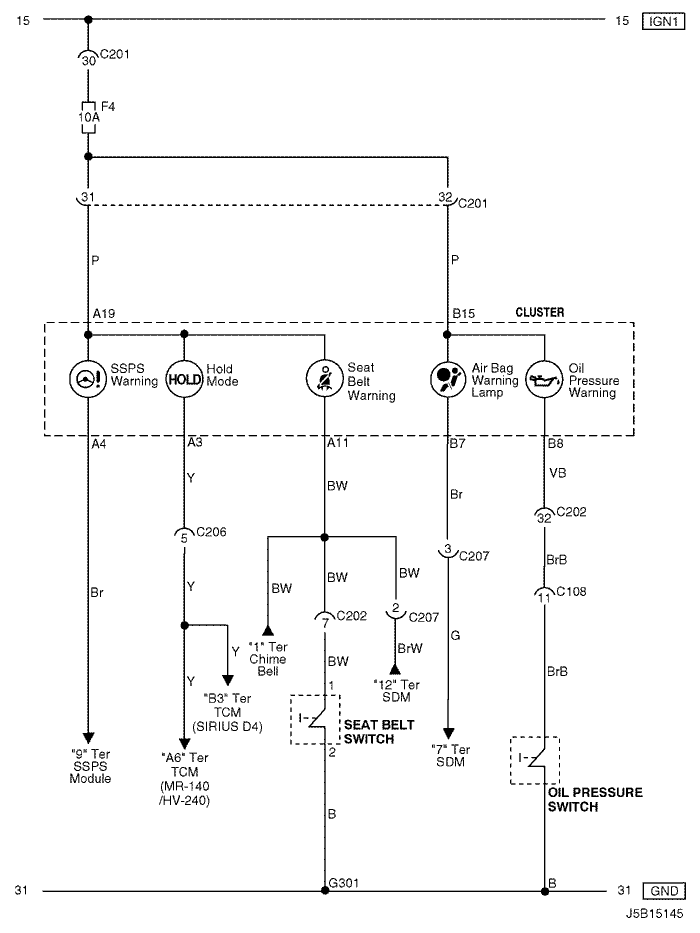 15
15 IGN1
C201
30
F4
10A
31
32
C201
P
P
A19
B15
CLUSTER
SSPS
Warning
HOLD
Hold
Mode
Seat
Belt
Warning
Air Bag
Warning
Lamp
Oil
Pressure
Warning
A4
A3
A11
B7
B8
Y
BW
Br
VB
C206
5
32
C202
3
C207
BrB
Br
Y
BW
BW
BW
11
C108
7
C202
2
C207
Y
"1" Ter
Chime
Bell
BrW
G
Y
BW
BrB
"B3" Ter
TCM
(SIRIUS D4)
1
"12" Ter
SDM
SEAT BELT
SWITCH
2
"9" Ter
SSPS
Module
"A6" Ter
TCM
(MR-140
/HV-240)
"7" Ter
SDM
OIL PRESSURE
SWITCH
B
G301
B
31
31 GND
J5B15145